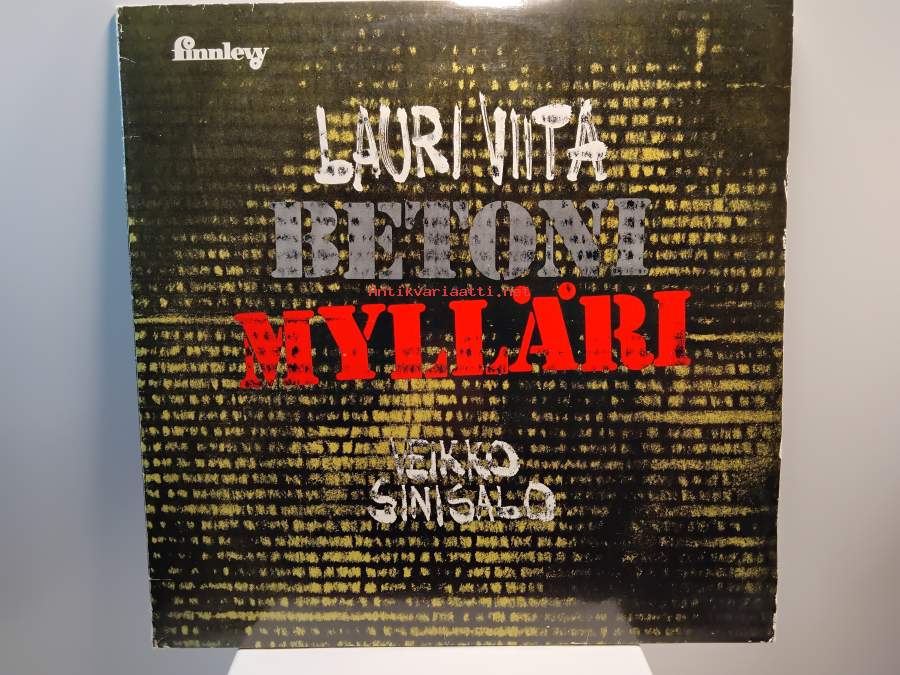 finnlevy
LAURI VIITA
BETONI
Antikvariaatti.net
MYLLÄRI
VEIKKO
SINISALO